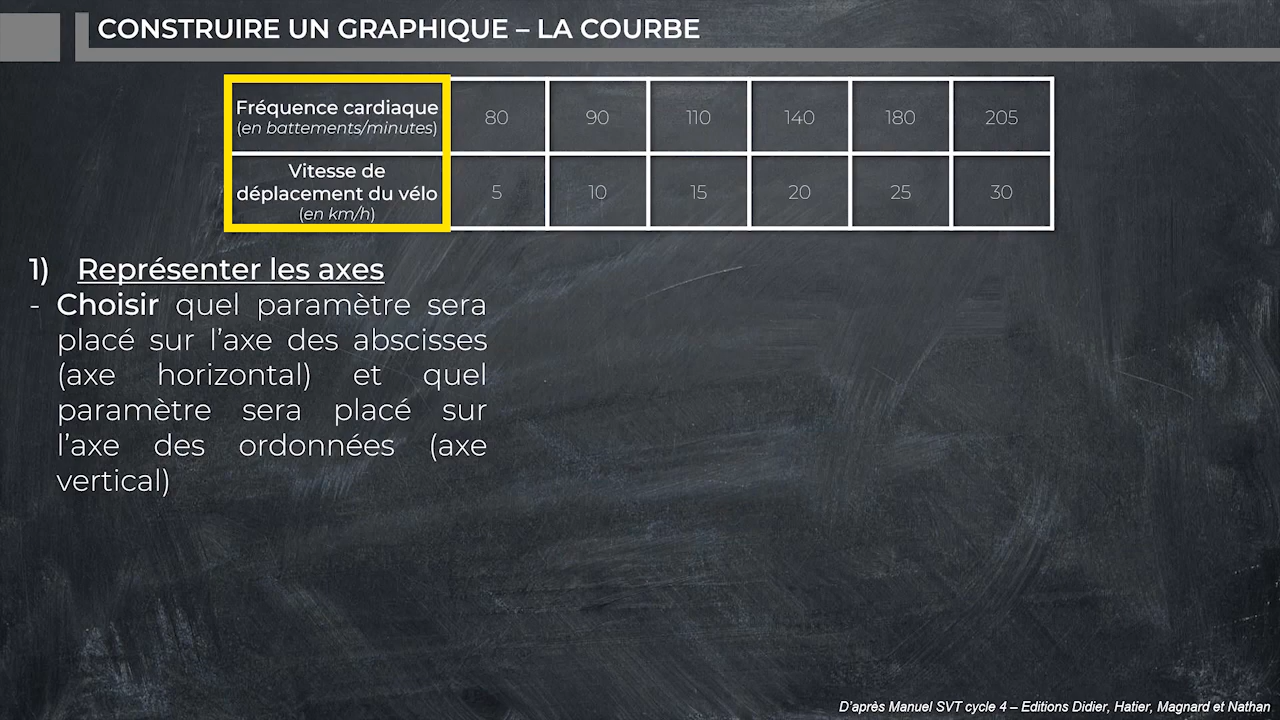 CONSTRUIRE UN GRAPHIQUE – LA COURBE
Fréquence cardiaque
(en battements/minutes)
80 90 110 140 180 205
Vitesse de
déplacement du vélo
(en km/h)
5 10 15 20 25 30
1) Représenter les axes
- Choisir quel paramètre sera
placé sur l’axe des abscisses
(axe horizontal) et quel
paramètre sera placé sur
l’axe des ordonnées (axe
vertical)
D’après Manuel SVT cycle 4 – Editions Didier, Hatier, Magnard et Nathan